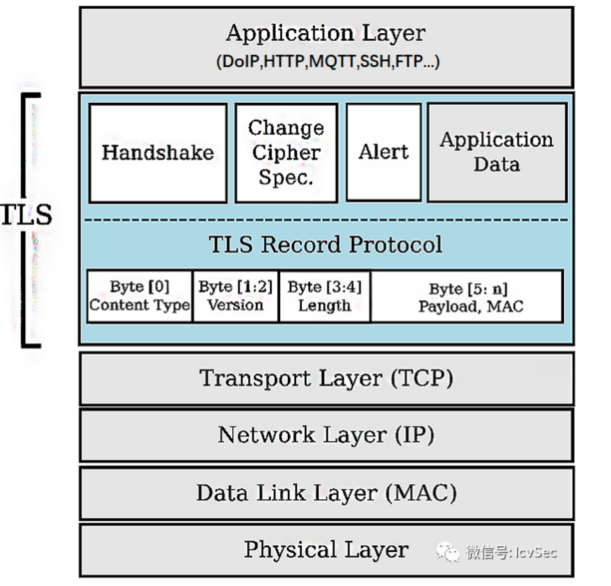 Application Layer
(DoIP,HTTP,MQTT,SSH,FTP...)
TLS
Handshake
Change
Cipher
Spec.
Alert
Application
Data
TLS Record Protocol
Byte [0]
Content Type
Byte [1:2]
Version
Byte [3:4]
Length
Byte [5: n]
Payload, MAC
Transport Layer (TCP)
Network Layer (IP)
Data Link Layer (MAC)
Physical Layer
微信号: IcvSec